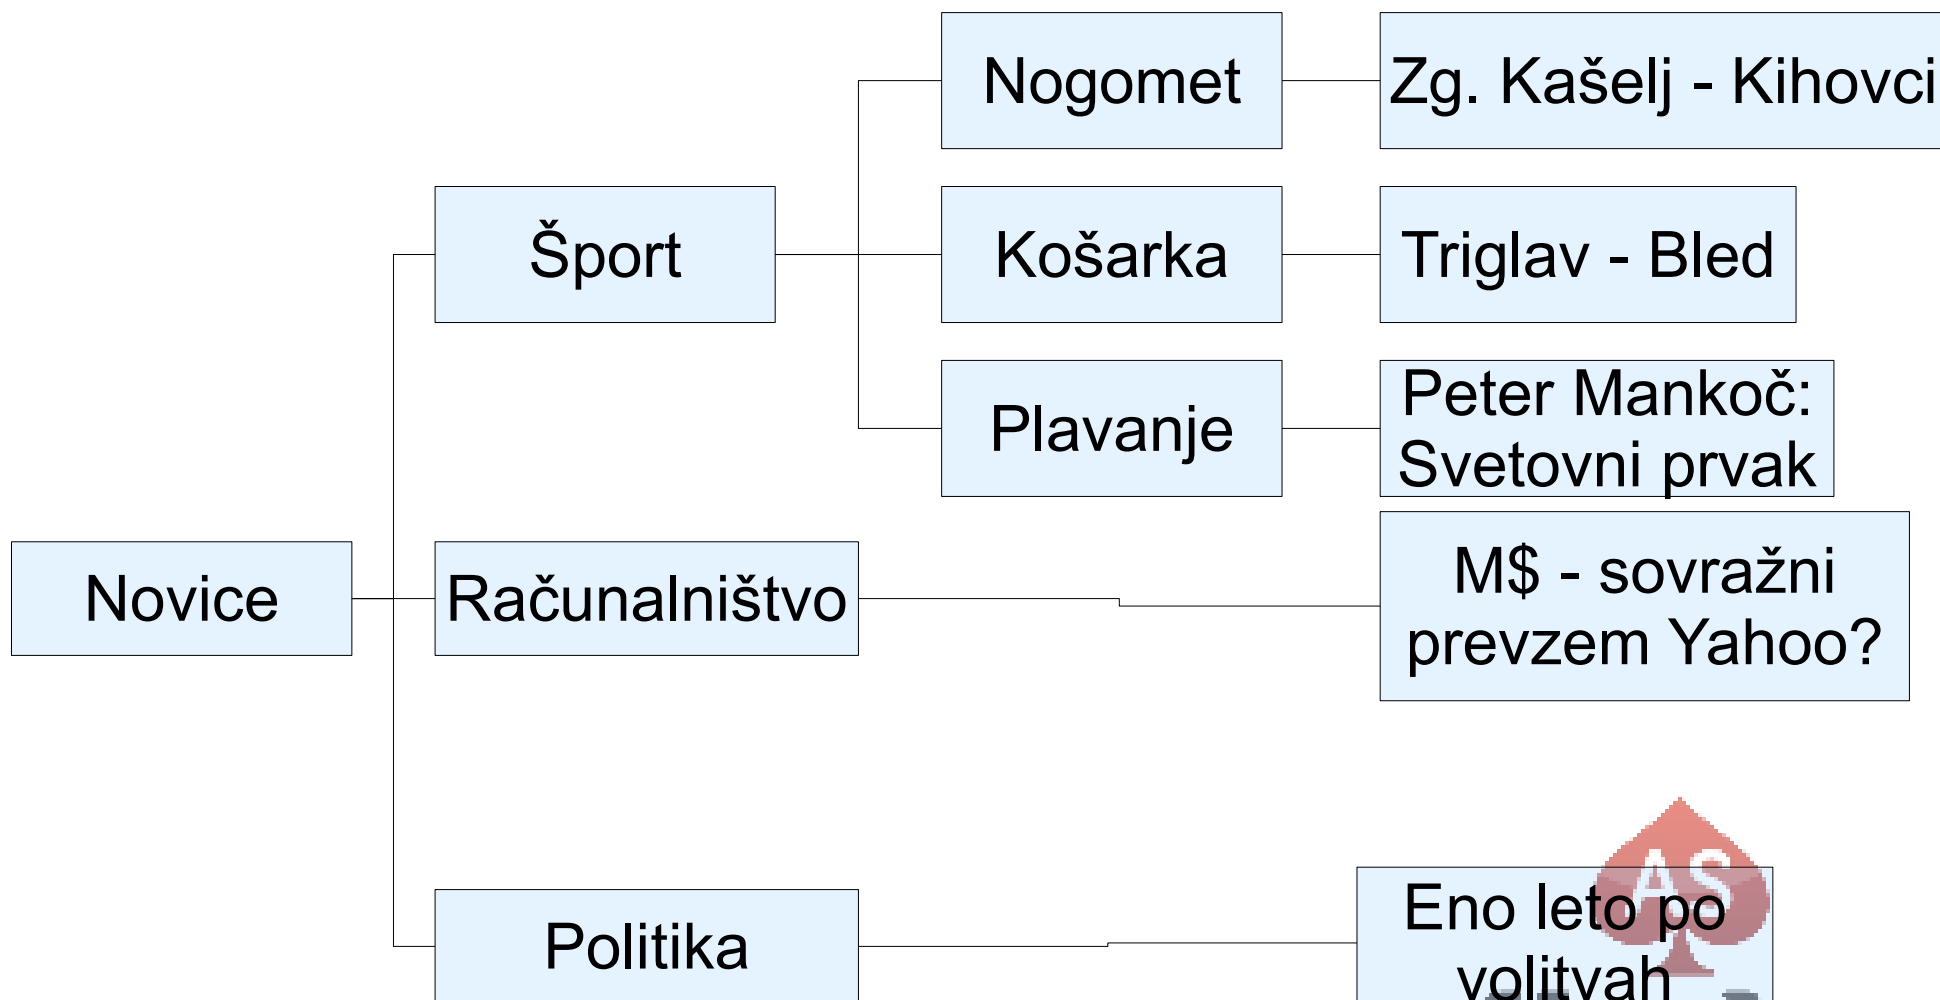 Nogomet
Zg. Kašelj - Kihovci
Šport
Košarka
Triglav - Bled
Plavanje
Peter Mankoč:
Svetovni prvak
Novice
Računalništvo
M$ - sovražni
prevzem Yahoo?
Politika
Eno leto po
volitvah
AS